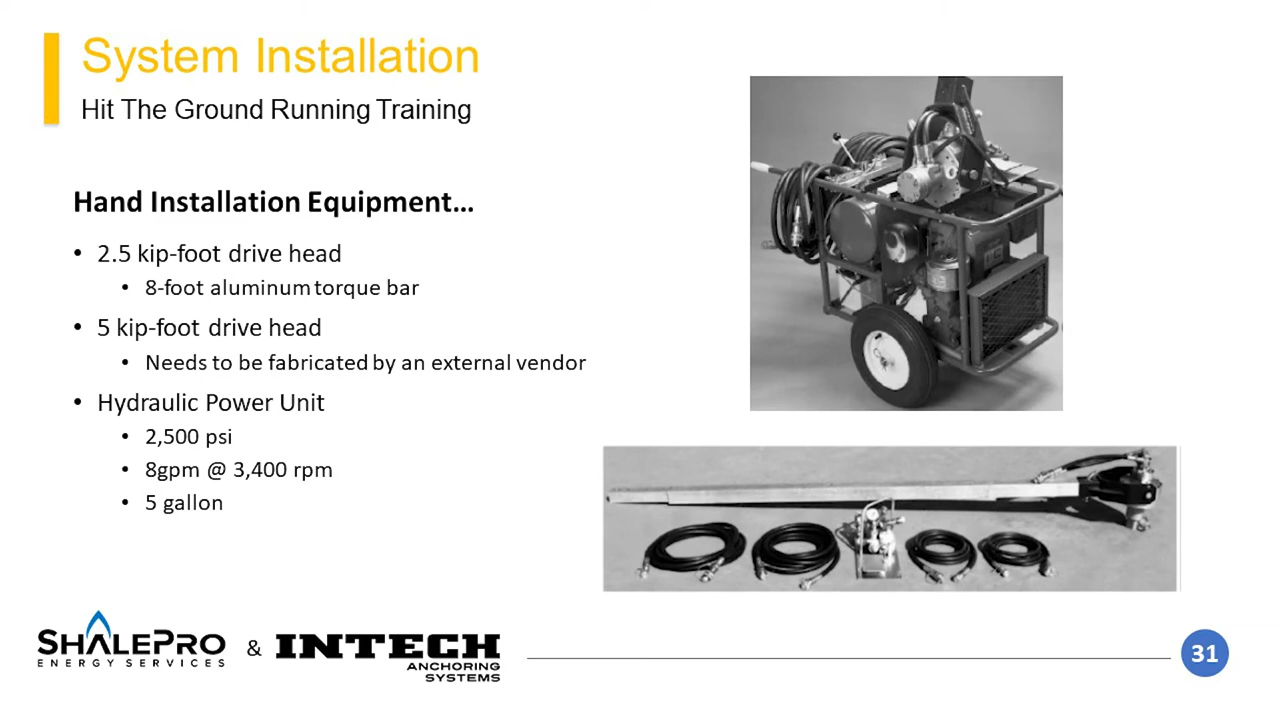 System Installation
Hit The Ground Running Training
Hand Installation Equipment…
• 2.5 kip-foot drive head
• 8-foot aluminum torque bar
• 5 kip-foot drive head
• Needs to be fabricated by an external vendor
• Hydraulic Power Unit
• 2,500 psi
• 8gpm @ 3,400 rpm
• 5 gallon
SHALEPRO
ENERGY SERVICES
&
INTECH
ANCHORING
SYSTEMS
31